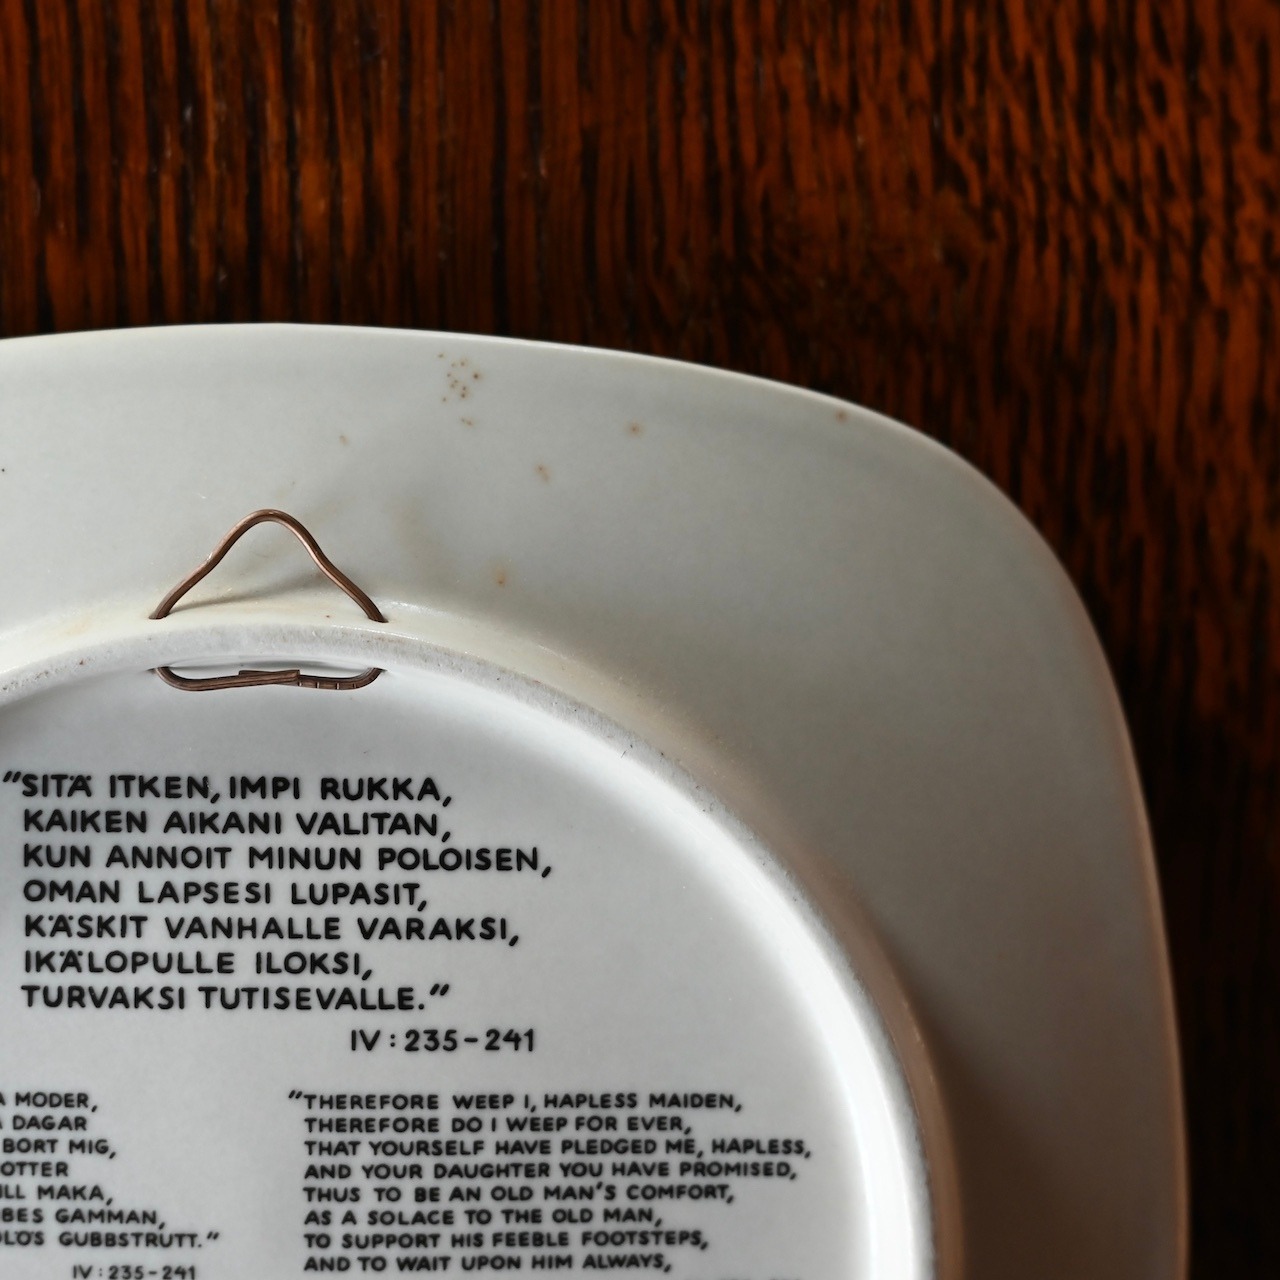 "SITÄ ITKEN, IMPI RUKKA,
KAIKEN AIKANI VALITAN,
KUN ANNOIT MINUN POLOISEN,
OMAN LAPSESI LUPASIT,
KÄSKIT VANHALLE VARAKSI,
IKÄLOPULLE ILOKSI,
TURVAKSI TUTISEVALLE."
IV : 235-241
MODER,
DAGAR
BORT MIG,
MAKA,
GAMMAN,
GUBBSTRUTT."
IV : 235-241
"THEREFORE WEEP I, HAPLESS MAIDEN,
THEREFORE DO I WEEP FOR EVER,
THAT YOURSELF HAVE PLEDGED ME, HAPLESS,
AND YOUR DAUGHTER YOU HAVE PROMISED,
THUS TO BE AN OLD MAN'S COMFORT,
AS A SOLACE TO THE OLD MAN,
TO SUPPORT HIS FEEBLE FOOTSTEPS,
AND TO WAIT UPON HIM ALWAYS,